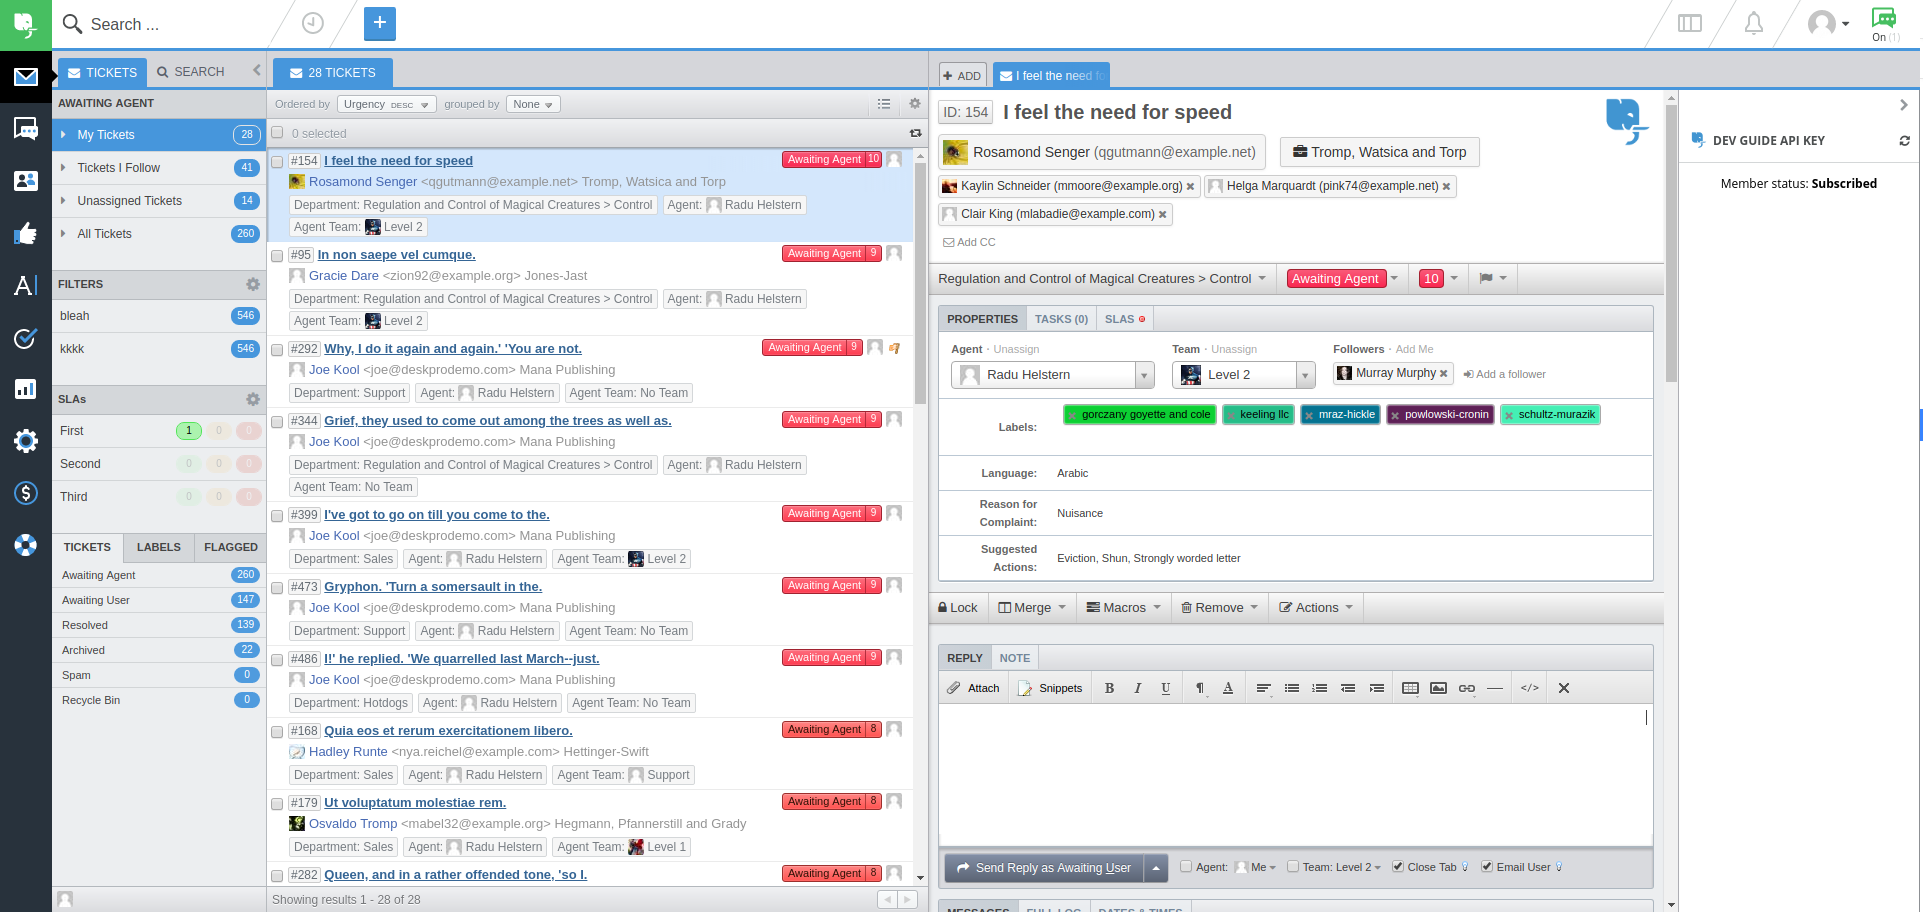 Search ...
On (1)
TICKETS
SEARCH
AWAITING AGENT
My Tickets 28
Tickets I Follow 41
Unassigned Tickets 14
All Tickets 260
FILTERS
bleah 546
kkkk 546
SLAs
First 1 0 0
Second 0 0 0
Third 0 0 0
TICKETS LABELS FLAGGED
Awaiting Agent 260
Awaiting User 147
Resolved 139
Archived 22
Spam 0
Recycle Bin 0
28 TICKETS
Ordered by Urgency DESC grouped by None
0 selected
#154 I feel the need for speed Awaiting Agent 10
Rosamond Senger <qgutmann@example.net> Tromp, Watsica and Torp
Department: Regulation and Control of Magical Creatures > Control Agent: Radu Helstern
Agent Team: Level 2
#95 In non saepe vel cumque. Awaiting Agent 9
Gracie Dare <zion92@example.org> Jones-Jast
Department: Regulation and Control of Magical Creatures > Control Agent: Radu Helstern
Agent Team: Level 2
#292 Why, I do it again and again.' 'You are not. Awaiting Agent 9
Joe Kool <joe@deskprodemo.com> Mana Publishing
Department: Support Agent: Radu Helstern Agent Team: No Team
#344 Grief, they used to come out among the trees as well as. Awaiting Agent 9
Joe Kool <joe@deskprodemo.com> Mana Publishing
Department: Regulation and Control of Magical Creatures > Control Agent: Radu Helstern
Agent Team: No Team
#399 I've got to go on till you come to the. Awaiting Agent 9
Joe Kool <joe@deskprodemo.com> Mana Publishing
Department: Sales Agent: Radu Helstern Agent Team: Level 2
#473 Gryphon. 'Turn a somersault in the. Awaiting Agent 9
Joe Kool <joe@deskprodemo.com> Mana Publishing
Department: Support Agent: Radu Helstern Agent Team: No Team
#486 I!' he replied. 'We quarrelled last March--just. Awaiting Agent 9
Joe Kool <joe@deskprodemo.com> Mana Publishing
Department: Hotdogs Agent: Radu Helstern Agent Team: No Team
#168 Quia eos et rerum exercitationem libero. Awaiting Agent 8
Hadley Runte <nya.reichel@example.com> Hettinger-Swift
Department: Sales Agent: Radu Helstern Agent Team: Support
#179 Ut voluptatum molestiae rem. Awaiting Agent 8
Osvaldo Tromp <mabel32@example.org> Hegmann, Pfannerstill and Grady
Department: Sales Agent: Radu Helstern Agent Team: Level 1
#282 Queen, and in a rather offended tone, 'so I. Awaiting Agent 8
Showing results 1 - 28 of 28
ADD
I feel the need fo
ID: 154 I feel the need for speed
Rosamond Senger (qgutmann@example.net) Tromp, Watsica and Torp
Kaylin Schneider (mmoore@example.org) Helga Marquardt (pink74@example.net)
Clair King (mlabadie@example.com)
Add CC
Regulation and Control of Magical Creatures > Control Awaiting Agent 10
PROPERTIES TASKS (0) SLAS
Agent · Unassign Team · Unassign Followers · Add Me
Radu Helstern Level 2 Murray Murphy Add a follower
Labels: gorczany goyette and cole keeling llc mraz-hickle powlowski-cronin schultz-murazik
Language: Arabic
Reason for Complaint: Nuisance
Suggested Actions: Eviction, Shun, Strongly worded letter
Lock Merge Macros Remove Actions
REPLY NOTE
Attach Snippets B I U ¶ A </>
Send Reply as Awaiting User Agent: Me Team: Level 2 Close Tab Email User
MESSAGES FULL LOG DATES & TIMES
DEV GUIDE API KEY
Member status: Subscribed